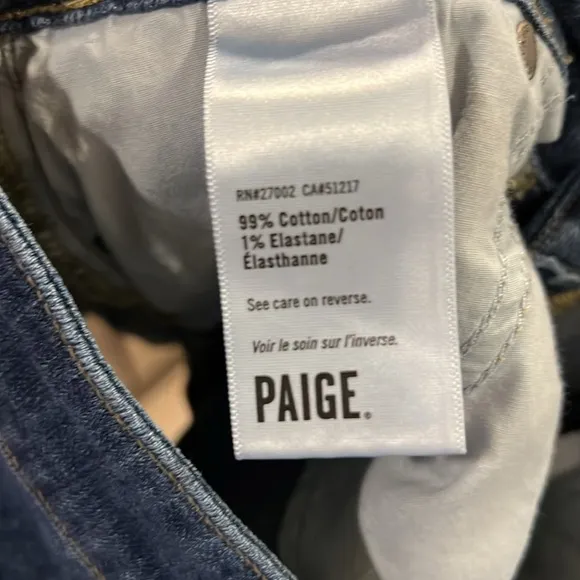 RN#27002 CA#51217
99% Cotton/Coton
1% Elastane/
Élasthanne
See care on reverse.
Voir le soin sur l'inverse.
PAIGE®